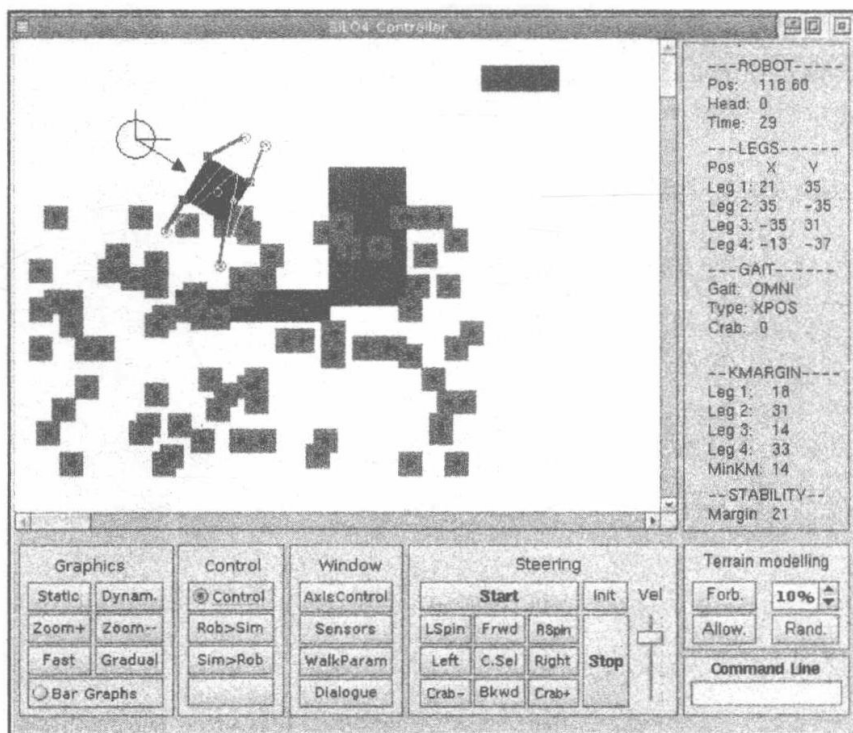 SILO4 Controller
---ROBOT-----
Pos: 118 60
Head: 0
Time: 29
---LEGS------
Pos X Y
Leg 1: 21 35
Leg 2: 35 -35
Leg 3: -35 31
Leg 4: -13 -37
---GAIT------
Gait: OMNI
Type: XPOS
Crab: 0
--KMARGIN----
Leg 1: 18
Leg 2: 31
Leg 3: 14
Leg 4: 33
MinKM: 14
--STABILITY--
Margin 21
Graphics
Static Dynam.
Zoom+ Zoom--
Fast Gradual
Bar Graphs
Control
Control
Rob>Sim
Sim>Rob
Window
AxisControl
Sensors
WalkParam
Dialogue
Steering
Start Init Vel
LSpin Frwd RSpin
Left C.Sel Right Stop
Crab- Bkwd Crab+
Terrain modelling
Forb. 10%
Allow. Rand.
Command Line